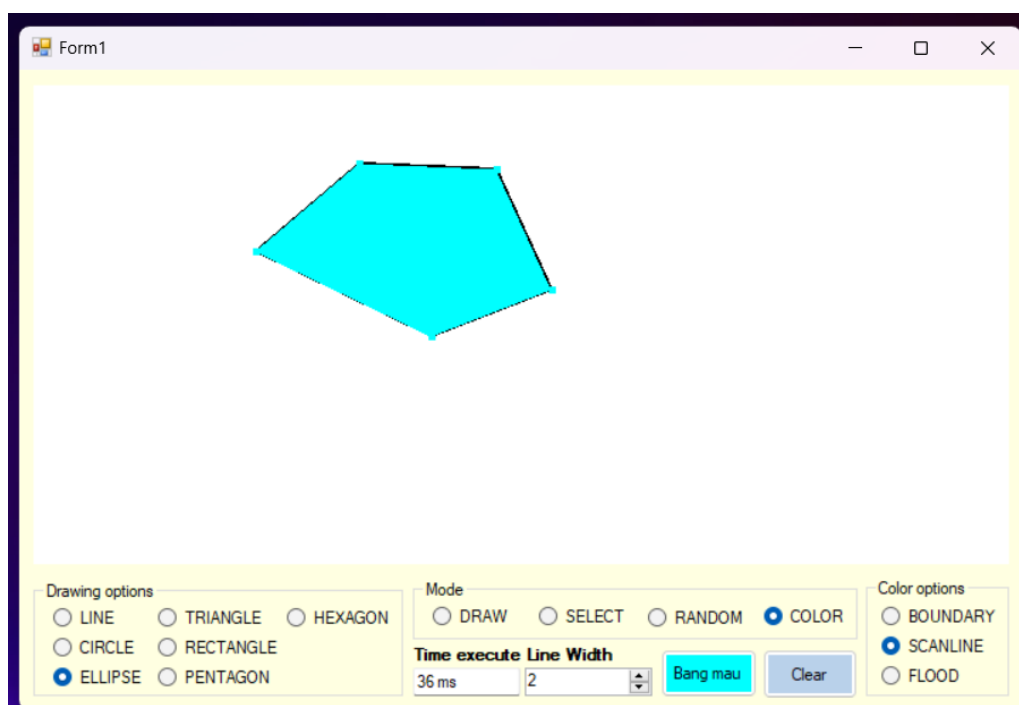 Form1
Drawing options
LINE TRIANGLE HEXAGON
CIRCLE RECTANGLE
ELLIPSE PENTAGON
Mode
DRAW SELECT RANDOM COLOR
Time execute Line Width
36 ms 2 Bang mau Clear
Color options
BOUNDARY
SCANLINE
FLOOD